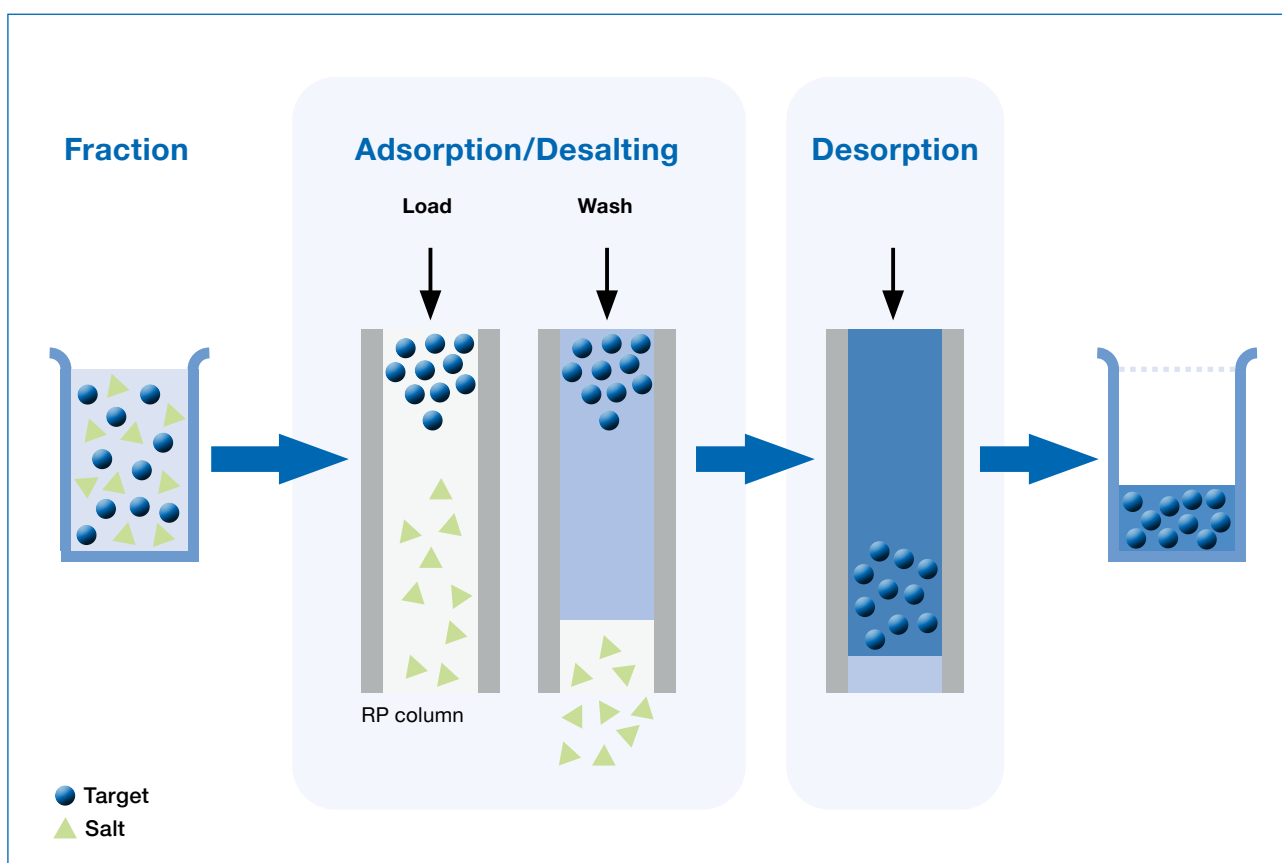 Fraction
Adsorption/Desalting
Desorption
Load
Wash
RP column
Target
Salt